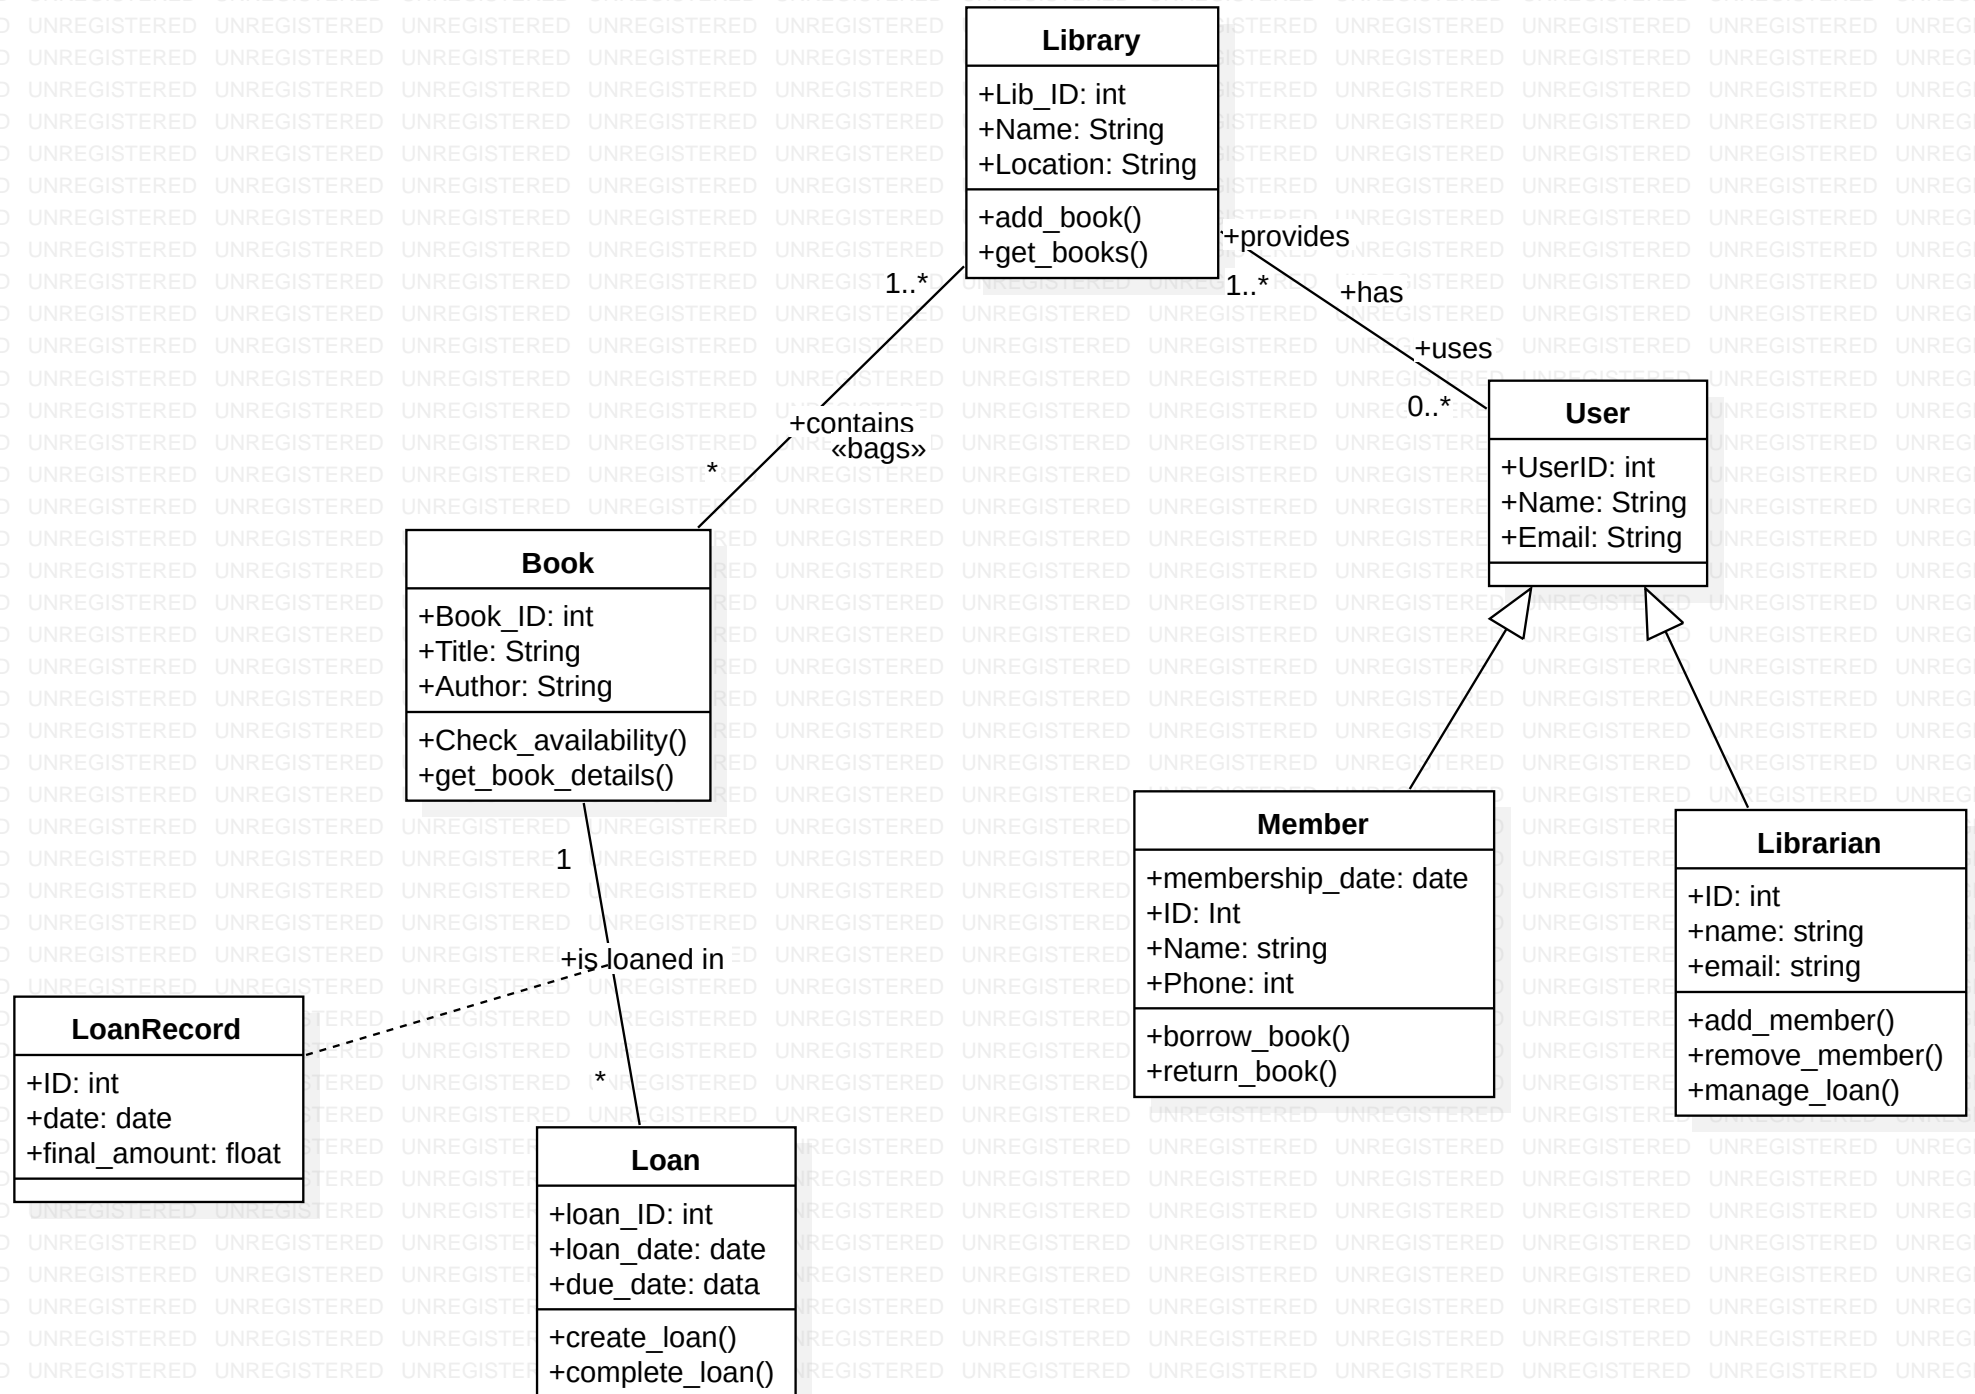 Library
+Lib_ID: int
+Name: String
+Location: String
+add_book()
+get_books()
+provides
1..*
+has
+uses
0..*
1..*
+contains
«bags»
*
User
+UserID: int
+Name: String
+Email: String
Book
+Book_ID: int
+Title: String
+Author: String
+Check_availability()
+get_book_details()
1
+is loaned in
*
Member
+membership_date: date
+ID: Int
+Name: string
+Phone: int
+borrow_book()
+return_book()
Librarian
+ID: int
+name: string
+email: string
+add_member()
+remove_member()
+manage_loan()
LoanRecord
+ID: int
+date: date
+final_amount: float
Loan
+loan_ID: int
+loan_date: date
+due_date: data
+create_loan()
+complete_loan()
UNREGISTERED